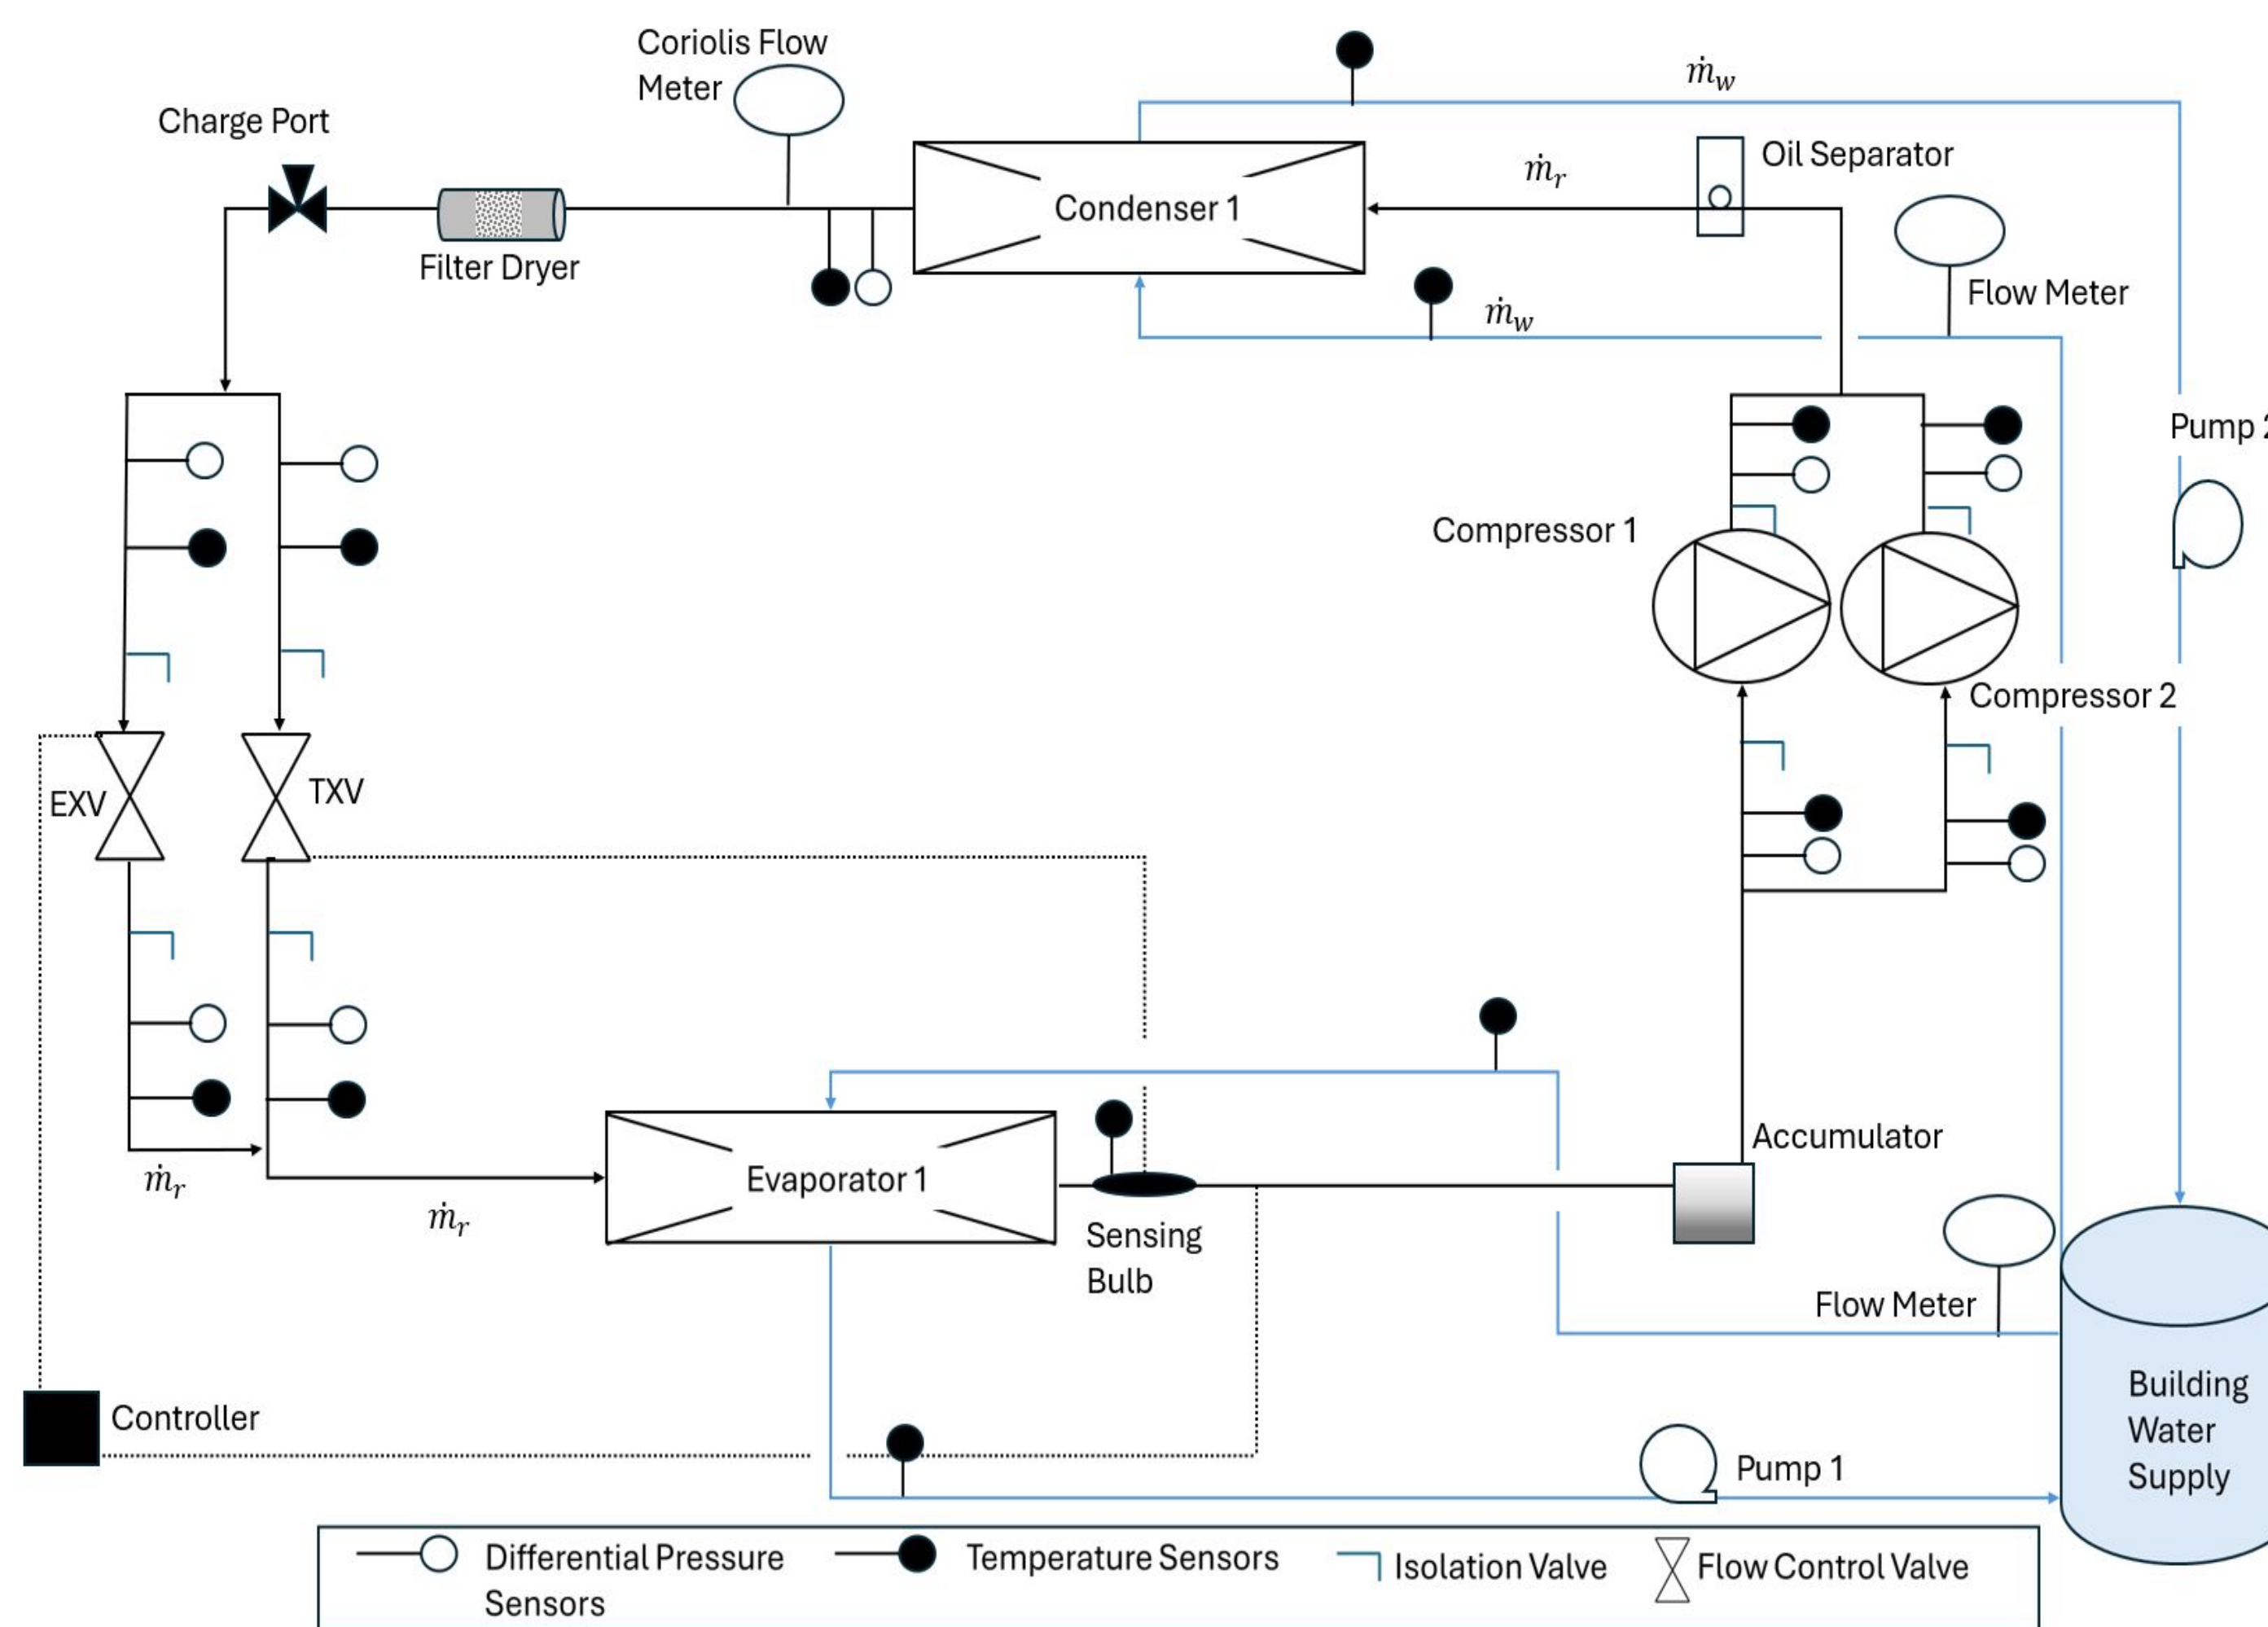 Coriolis Flow
Meter
ṁw
Charge Port
Oil Separator
ṁr
Condenser 1
Filter Dryer
Flow Meter
ṁw
Pump 2
Compressor 1
Compressor 2
EXV
TXV
Accumulator
ṁr
Evaporator 1
ṁr
Sensing
Bulb
Flow Meter
Building
Water
Supply
Controller
Pump 1
Differential Pressure
Sensors
Temperature Sensors
Isolation Valve
Flow Control Valve